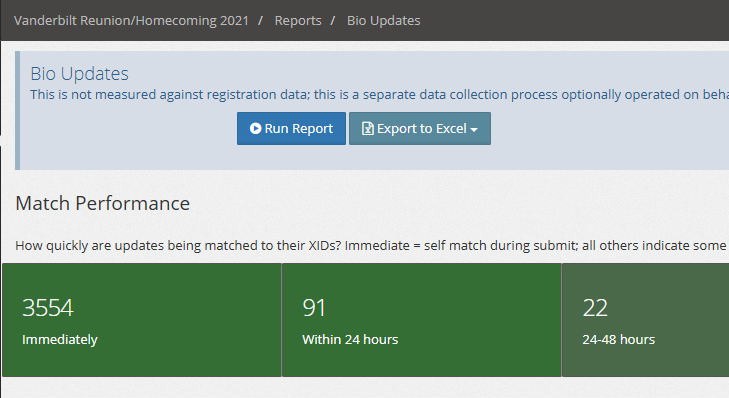 Vanderbilt Reunion/Homecoming 2021 / Reports / Bio Updates
Bio Updates
This is not measured against registration data; this is a separate data collection process optionally operated on beha
Run Report Export to Excel
Match Performance
How quickly are updates being matched to their XIDs? Immediate = self match during submit; all others indicate some
3554 91 22
Immediately Within 24 hours 24-48 hours